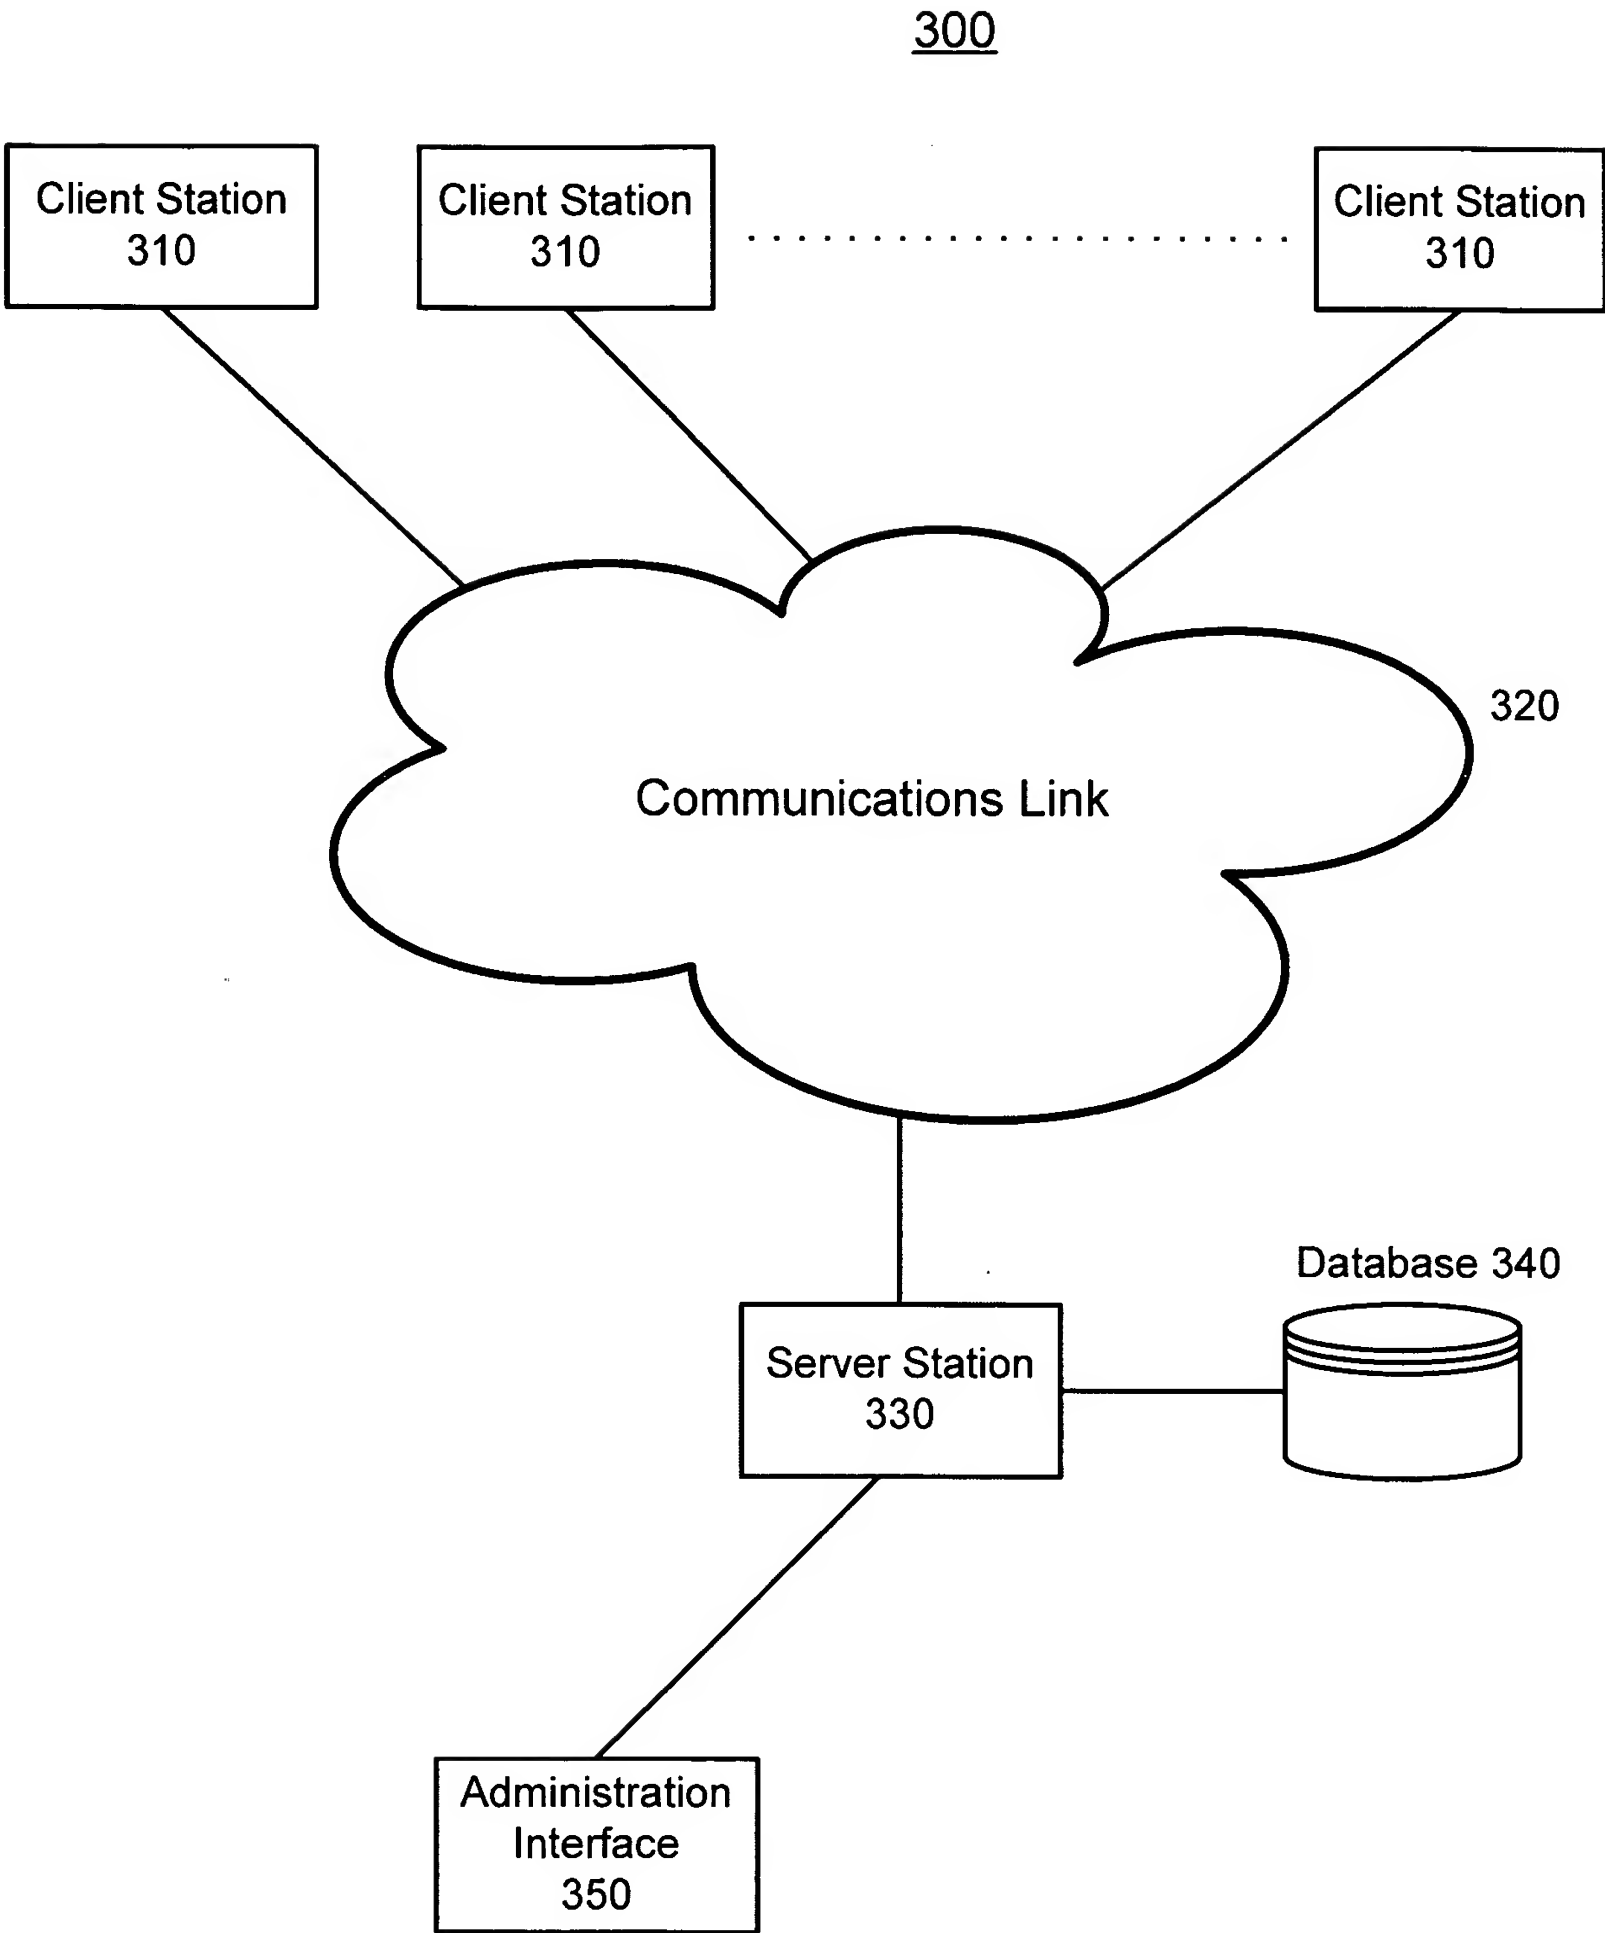 300
Client Station
310
Client Station
310
Client Station
310
320
Communications Link
Database 340
Server Station
330
Administration
Interface
350